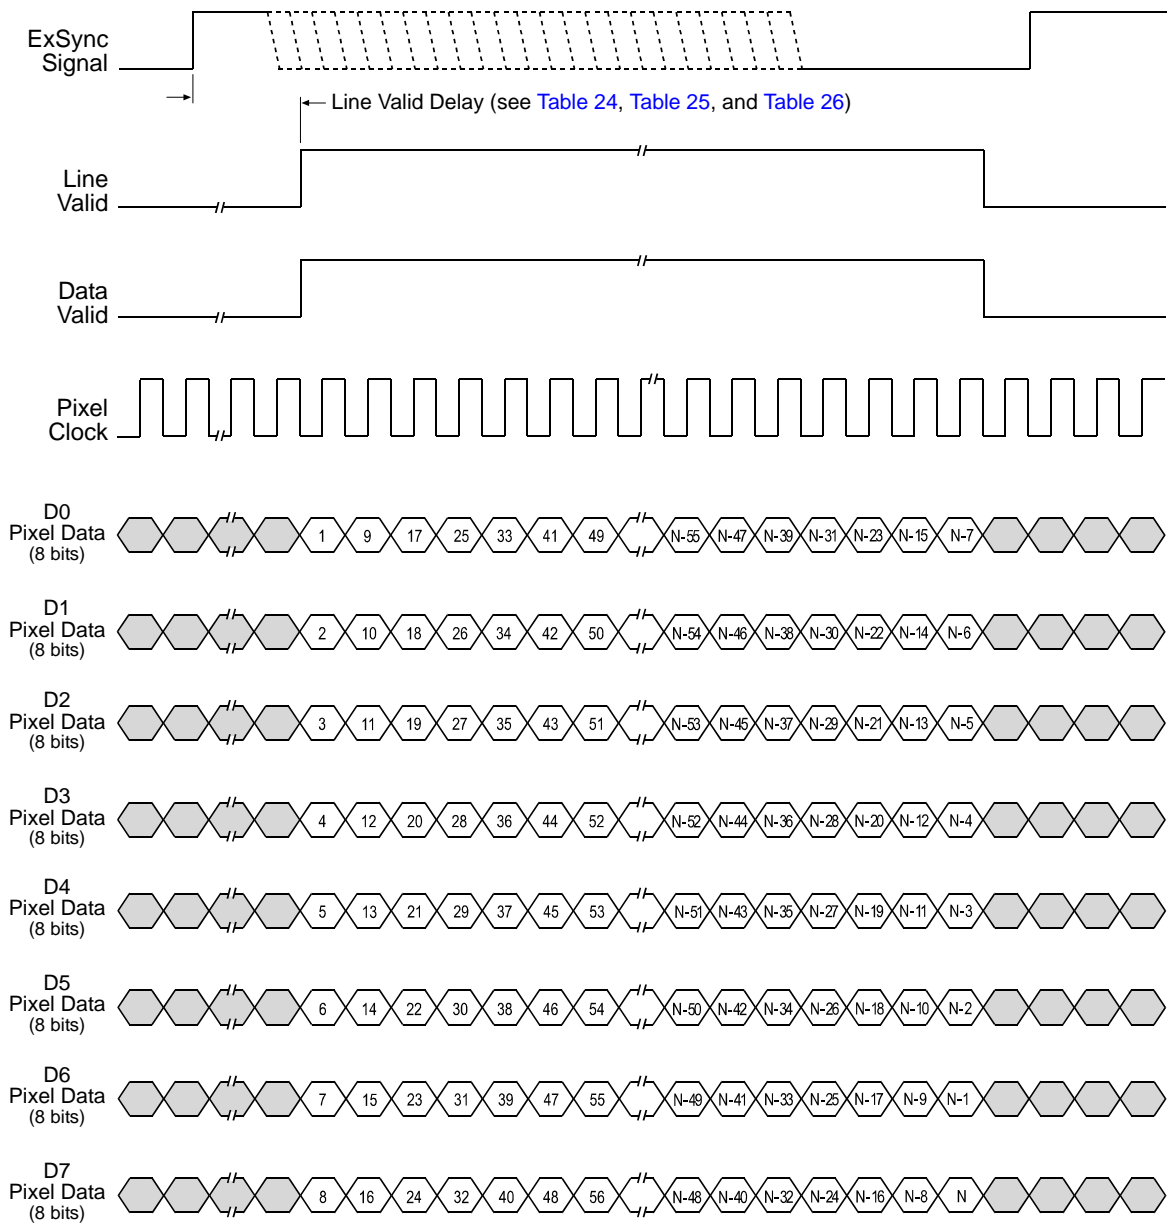 ExSync
Signal
Line Valid Delay (see Table 24, Table 25, and Table 26)
Line
Valid
Data
Valid
Pixel
Clock
D0
Pixel Data
(8 bits)
1 9 17 25 33 41 49 N-55 N-47 N-39 N-31 N-23 N-15 N-7
D1
Pixel Data
(8 bits)
2 10 18 26 34 42 50 N-54 N-46 N-38 N-30 N-22 N-14 N-6
D2
Pixel Data
(8 bits)
3 11 19 27 35 43 51 N-53 N-45 N-37 N-29 N-21 N-13 N-5
D3
Pixel Data
(8 bits)
4 12 20 28 36 44 52 N-52 N-44 N-36 N-28 N-20 N-12 N-4
D4
Pixel Data
(8 bits)
5 13 21 29 37 45 53 N-51 N-43 N-35 N-27 N-19 N-11 N-3
D5
Pixel Data
(8 bits)
6 14 22 30 38 46 54 N-50 N-42 N-34 N-26 N-18 N-10 N-2
D6
Pixel Data
(8 bits)
7 15 23 31 39 47 55 N-49 N-41 N-33 N-25 N-17 N-9 N-1
D7
Pixel Data
(8 bits)
8 16 24 32 40 48 56 N-48 N-40 N-32 N-24 N-16 N-8 N